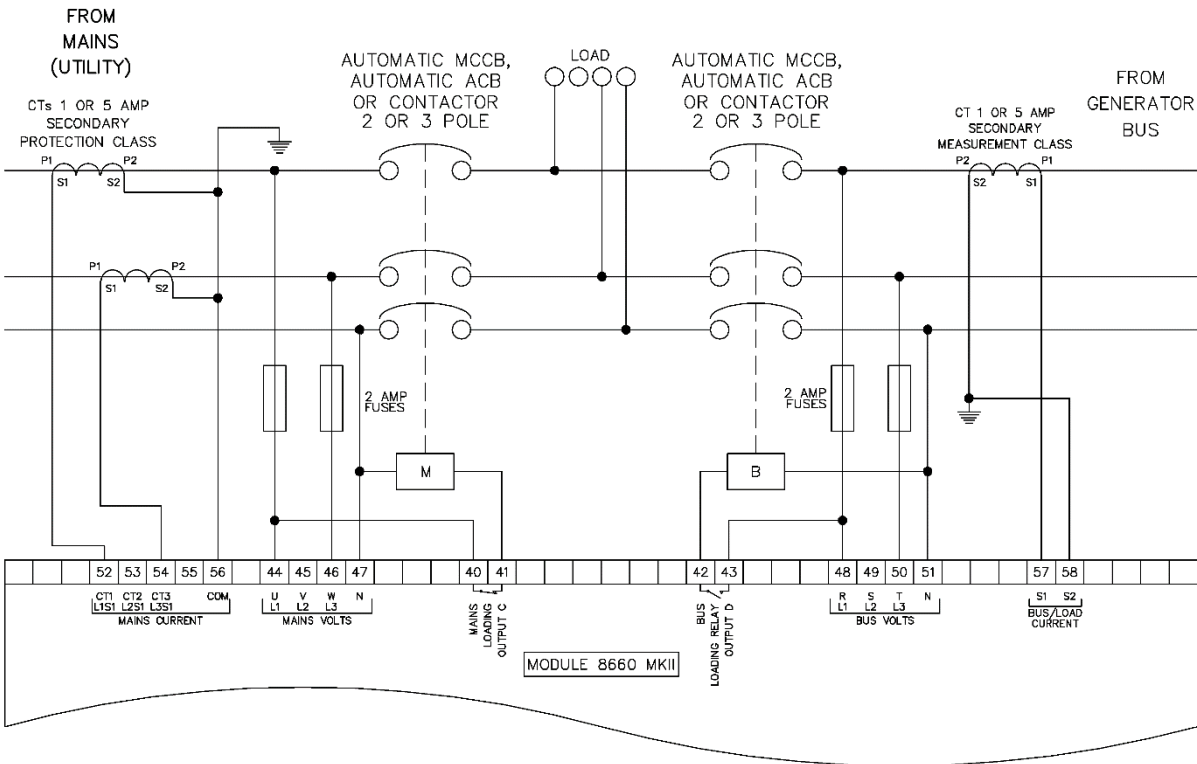 FROM
MAINS
(UTILITY)
CTs 1 OR 5 AMP
SECONDARY
PROTECTION CLASS
AUTOMATIC MCCB,
AUTOMATIC ACB
OR CONTACTOR
2 OR 3 POLE
LOAD
AUTOMATIC MCCB,
AUTOMATIC ACB
OR CONTACTOR
2 OR 3 POLE
CT 1 OR 5 AMP
SECONDARY
MEASUREMENT CLASS
FROM
GENERATOR
BUS
P1 P2
S1 S2
P2 P1
S2 S1
P1 P2
S1 S2
2 AMP
FUSES
2 AMP
FUSES
M
B
52 53 54 55 56 44 45 46 47 40 41 42 43 48 49 50 51 57 58
CT1 CT2 CT3 COM
L1S1 L2S1 L3S1
MAINS CURRENT
U V W N
L1 L2 L3
MAINS VOLTS
MAINS
LOADING
OUTPUT C
BUS
LOADING RELAY
OUTPUT D
R S T N
L1 L2 L3
BUS VOLTS
S1 S2
BUS/LOAD
CURRENT
MODULE 8660 MKII